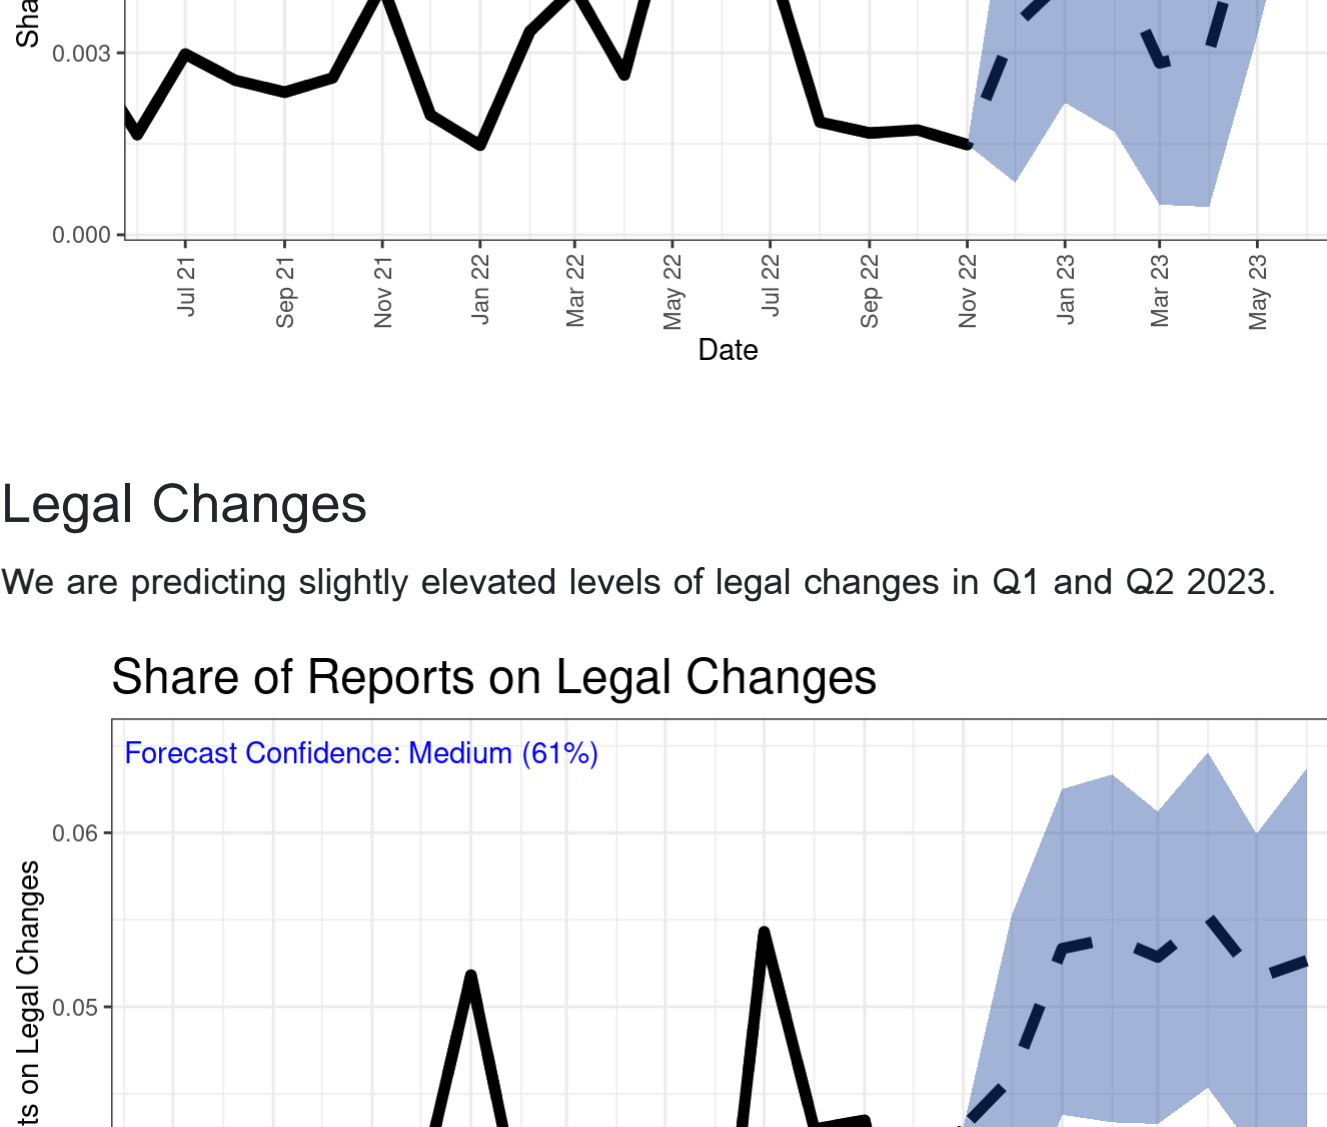 Sha
0.003
0.000
Jul 21
Sep 21
Nov 21
Jan 22
Mar 22
May 22
Jul 22
Sep 22
Nov 22
Jan 23
Mar 23
May 23
Date
Legal Changes
We are predicting slightly elevated levels of legal changes in Q1 and Q2 2023.
Share of Reports on Legal Changes
Forecast Confidence: Medium (61%)
0.06
0.05
ts on Legal Changes